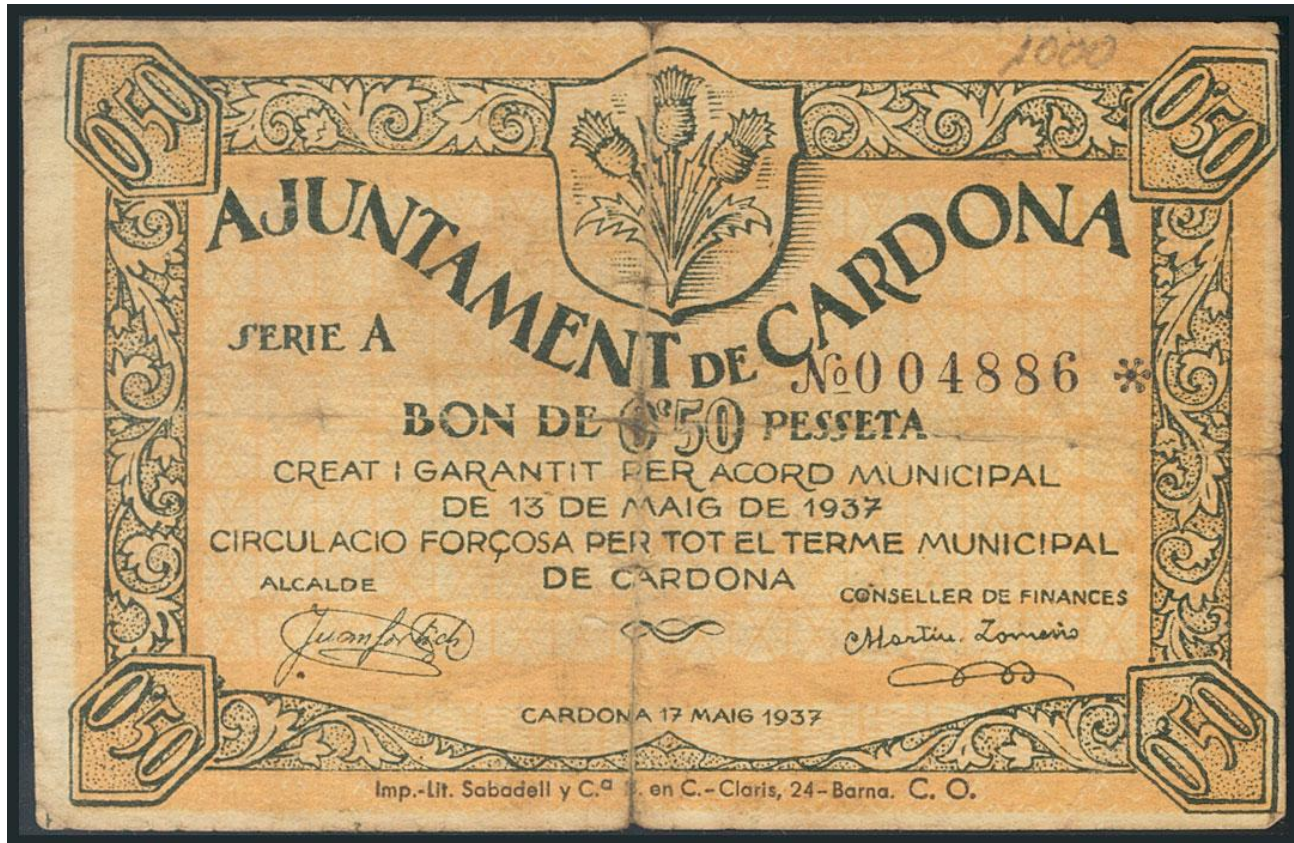 1000
0'50 0'50
AJUNTAMENT DE CARDONA
SERIE A
Nº 004886 *
BON DE 0'50 PESSETA
CREAT I GARANTIT PER ACORD MUNICIPAL
DE 13 DE MAIG DE 1937
CIRCULACIO FORÇOSA PER TOT EL TERME MUNICIPAL
DE CARDONA
ALCALDE
CONSELLER DE FINANCES
CARDONA 17 MAIG 1937
0'50 0'50
Imp.-Lit. Sabadell y C.ª en C.-Claris, 24-Barna. C. O.